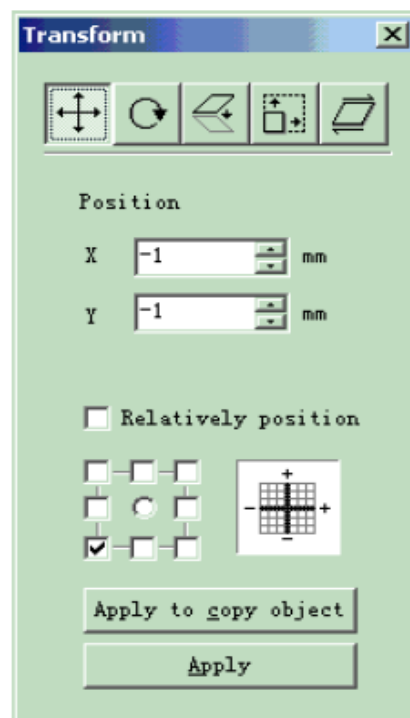 Transform
Position
X -1 mm
Y -1 mm
Relatively position
+
- +
-
Apply to copy object
Apply